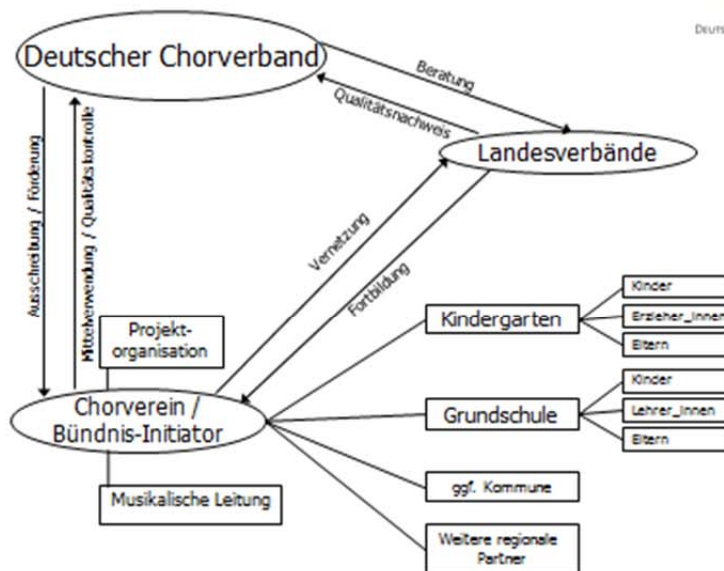 Deuts
Deutscher Chorverband
Beratung
Qualitätsnachweis
Landesverbände
Ausschreibung / Förderung
Mittelverwendung / Qualitätskontrolle
Vernetzung
Fortbildung
Projekt-
organisation
Kindergarten
Kinder
Erzieher_Innen
Eltern
Chorverein /
Bündnis-Initiator
Grundschule
Kinder
Lehrer_Innen
Eltern
Musikalische Leitung
ggf. Kommune
Weitere regionale
Partner